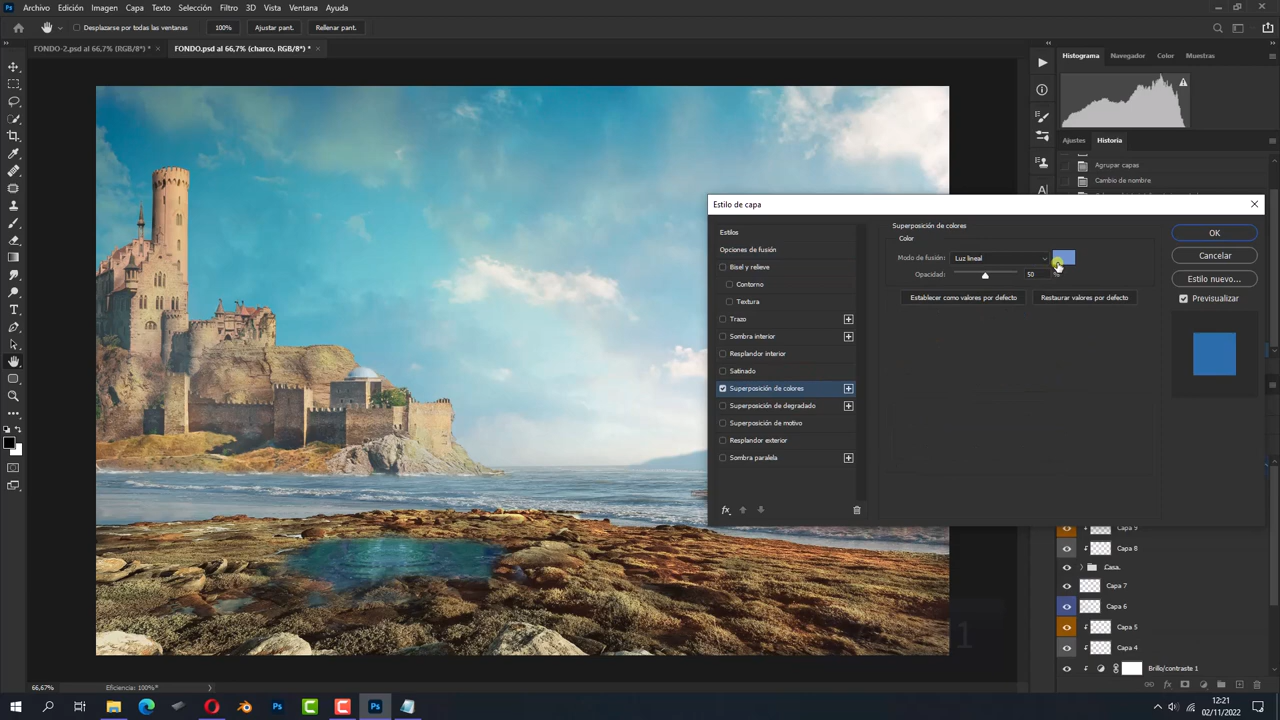 Ps Archivo Edición Imagen Capa Texto Selección Filtro 3D Vista Ventana Ayuda
Desplazarse por todas las ventanas 100% Ajustar pant. Rellenar pant.
FONDO-2.psd al 66,7% (RGB/8*) * × FONDO.psd al 66,7% (charco, RGB/8*) * ×
Histograma Navegador Color Muestras
Ajustes Historia
Agrupar capas
Cambio de nombre
Estilo de capa
Estilos
Opciones de fusión
Bisel y relieve
Contorno
Textura
Trazo
Sombra interior
Resplandor interior
Satinado
Superposición de colores
Superposición de degradado
Superposición de motivo
Resplandor exterior
Sombra paralela
fx
Superposición de colores
Color
Modo de fusión: Luz lineal
Opacidad: 50 %
Establecer como valores por defecto Restaurar valores por defecto
OK
Cancelar
Estilo nuevo...
Previsualizar
1
Capa 9
Capa 8
Casa.
Capa 7
Capa 6
Capa 5
Capa 4
Brillo/contraste 1
fx
66,67% Eficiencia: 100%*
12:21
02/11/2022